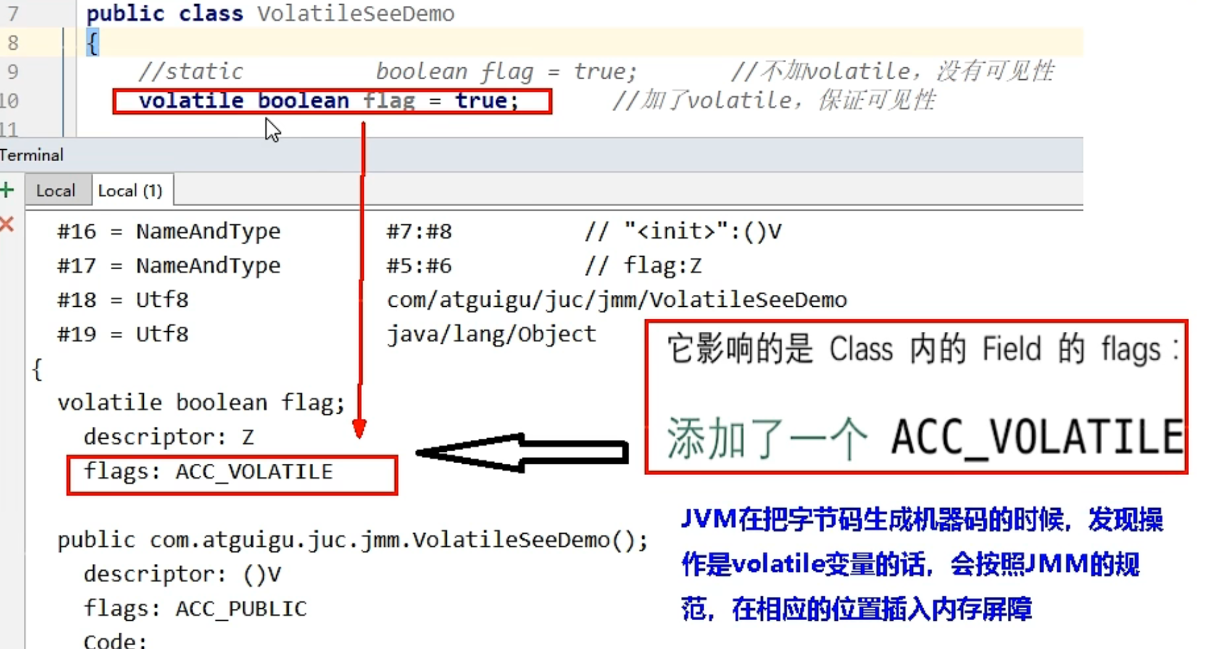 7 public class VolatileSeeDemo
8 {
9 //static boolean flag = true; //不加volatile，没有可见性
10 volatile boolean flag = true; //加了volatile，保证可见性
11
Terminal
Local Local (1)
#16 = NameAndType #7:#8 // "<init>":()V
#17 = NameAndType #5:#6 // flag:Z
#18 = Utf8 com/atguigu/juc/jmm/VolatileSeeDemo
#19 = Utf8 java/lang/Object
{
volatile boolean flag;
descriptor: Z
flags: ACC_VOLATILE
public com.atguigu.juc.jmm.VolatileSeeDemo();
descriptor: ()V
flags: ACC_PUBLIC
Code:
它影响的是 Class 内的 Field 的 flags：
添加了一个 ACC_VOLATILE
JVM在把字节码生成机器码的时候，发现操
作是volatile变量的话，会按照JMM的规
范，在相应的位置插入内存屏障